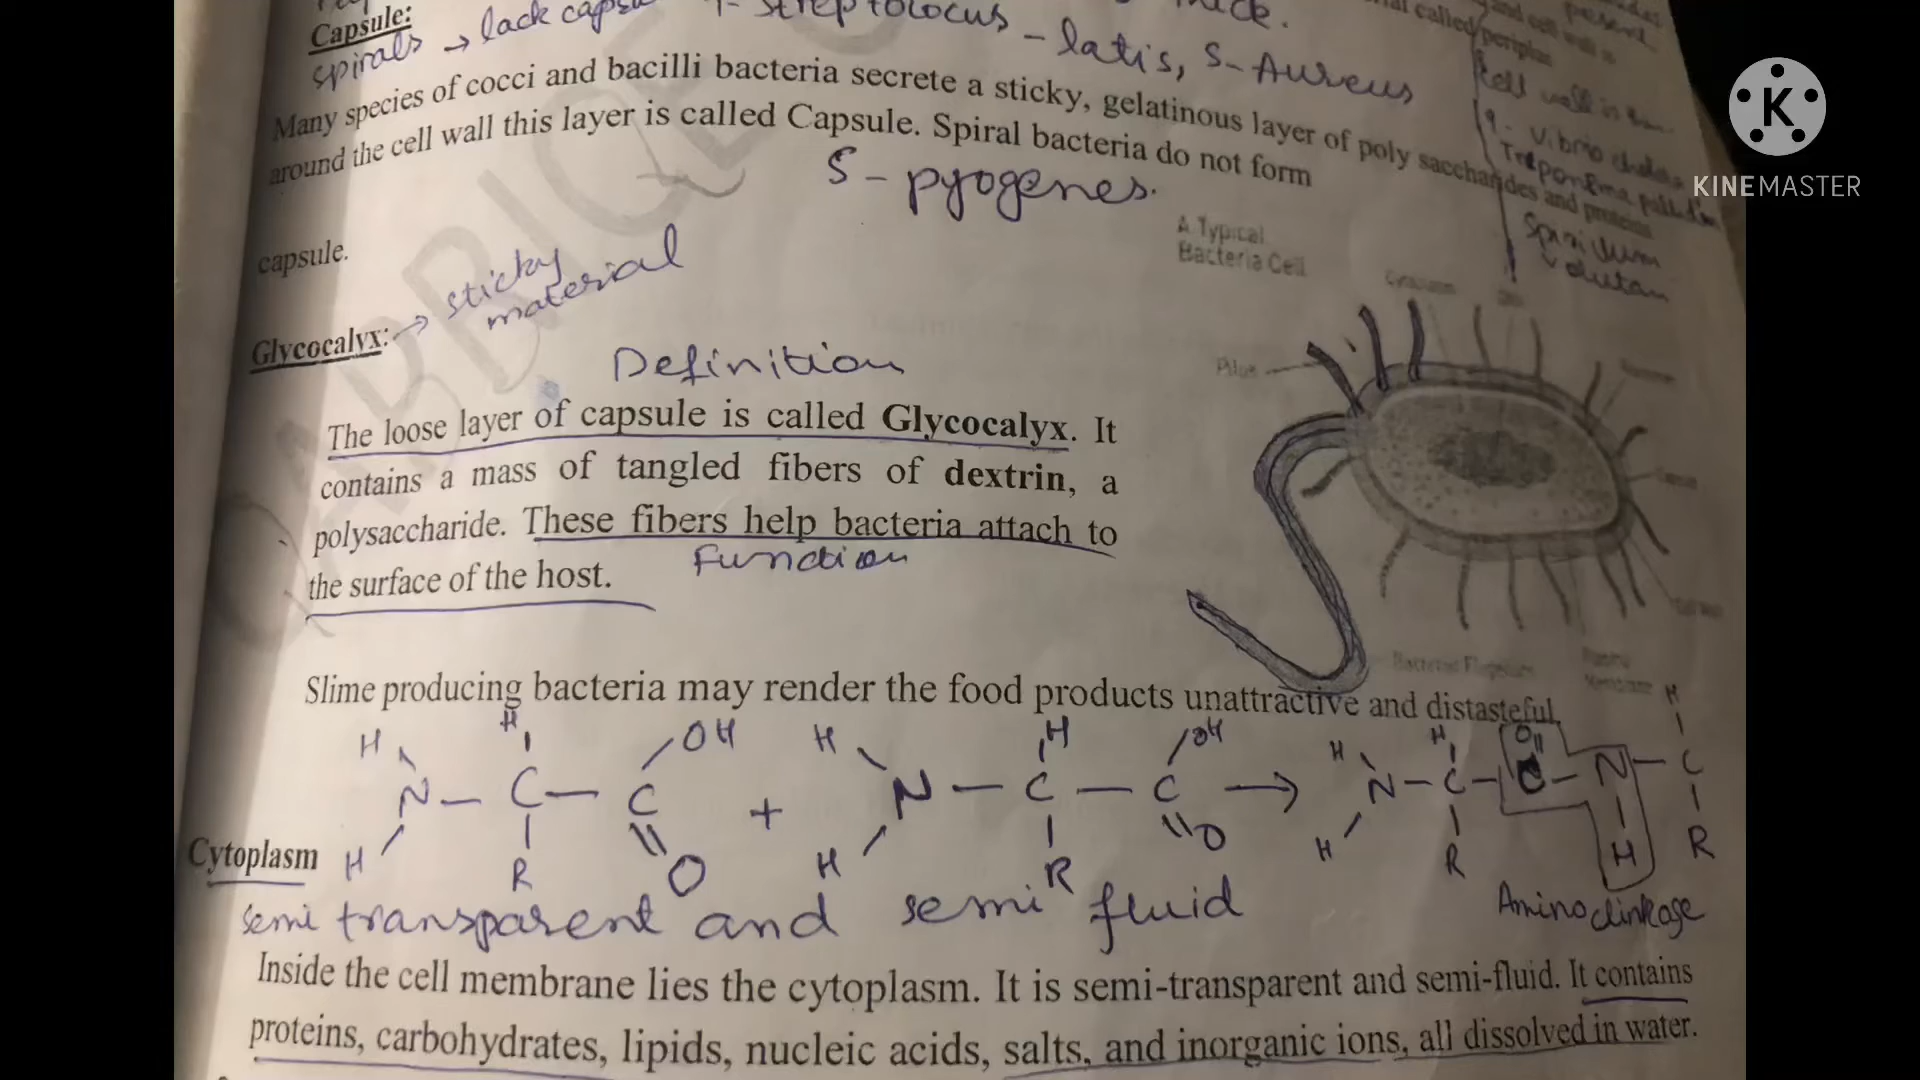 Capsule:
spirals → lack
- latis, S-Aureus
Many species of cocci and bacilli bacteria secrete a sticky, gelatinous layer of poly saccharides and proteins
around the cell wall this layer is called Capsule. Spiral bacteria do not form
S - pyogenes.
capsule.
KINEMASTER
A Typical
Bacteria Cell
Glycocalyx: → sticky
material
Pilus
Definition
The loose layer of capsule is called Glycocalyx. It
contains a mass of tangled fibers of dextrin, a
polysaccharide. These fibers help bacteria attach to
Function
the surface of the host.
Bacterial Flagellum
Slime producing bacteria may render the food products unattractive and distasteful.
H H OH H H OH H H O H
N — C — C + N — C — C → N — C — C — N — C
H R O H R O H R H R
Cytoplasm
Amino linkage
semi transparent and semi fluid
Inside the cell membrane lies the cytoplasm. It is semi-transparent and semi-fluid. It contains
proteins, carbohydrates, lipids, nucleic acids, salts, and inorganic ions, all dissolved in water.